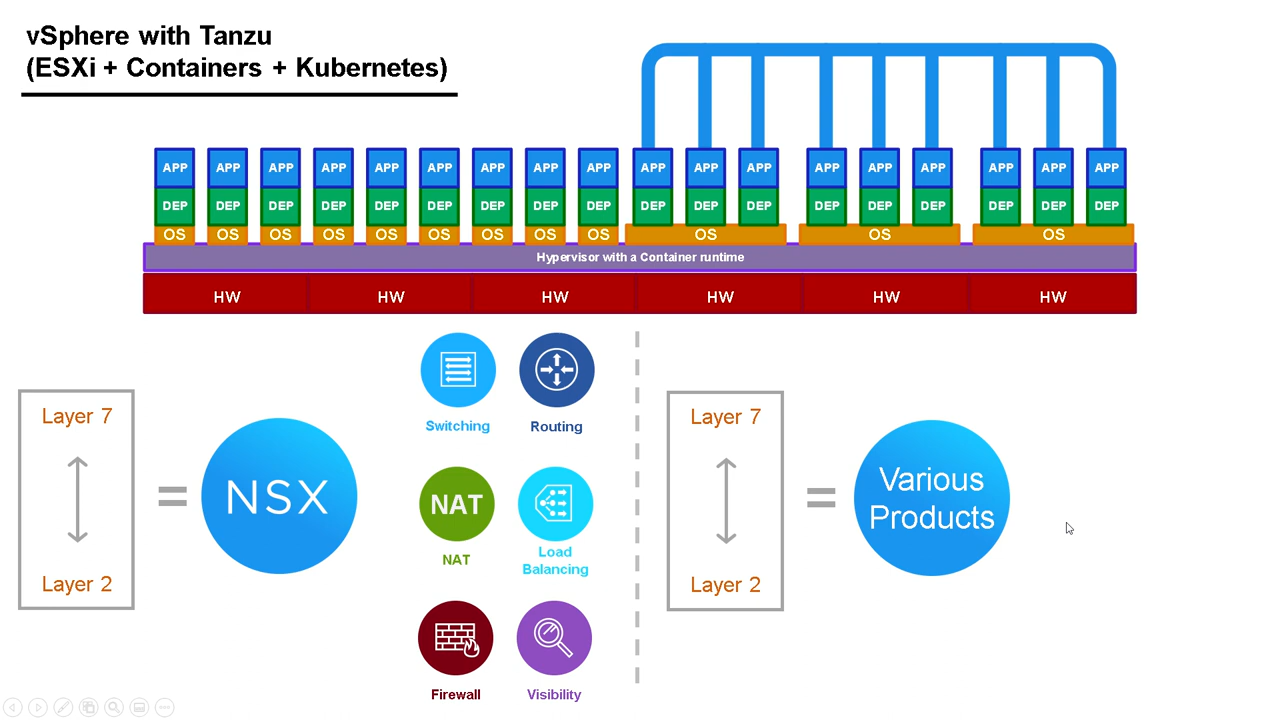 vSphere with Tanzu
(ESXi + Containers + Kubernetes)
APP APP APP APP APP APP APP APP APP APP APP APP APP APP APP APP APP APP
DEP DEP DEP DEP DEP DEP DEP DEP DEP DEP DEP DEP DEP DEP DEP DEP DEP DEP
OS OS OS OS OS OS OS OS OS OS OS OS
Hypervisor with a Container runtime
HW HW HW HW HW HW
Layer 7
Layer 2
=
NSX
Switching
Routing
NAT
NAT
Load
Balancing
Firewall
Visibility
Layer 7
Layer 2
=
Various
Products